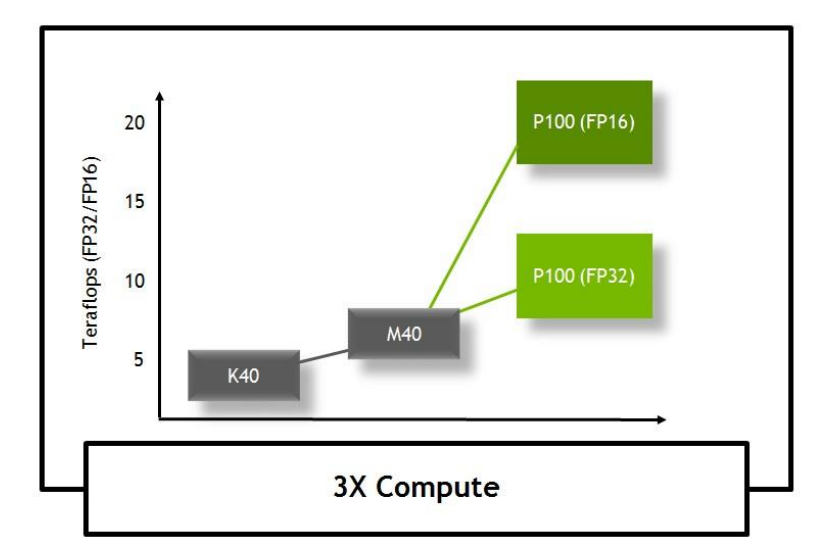 Teraflops (FP32/FP16)
20
15
10
5
K40
M40
P100 (FP16)
P100 (FP32)
3X Compute